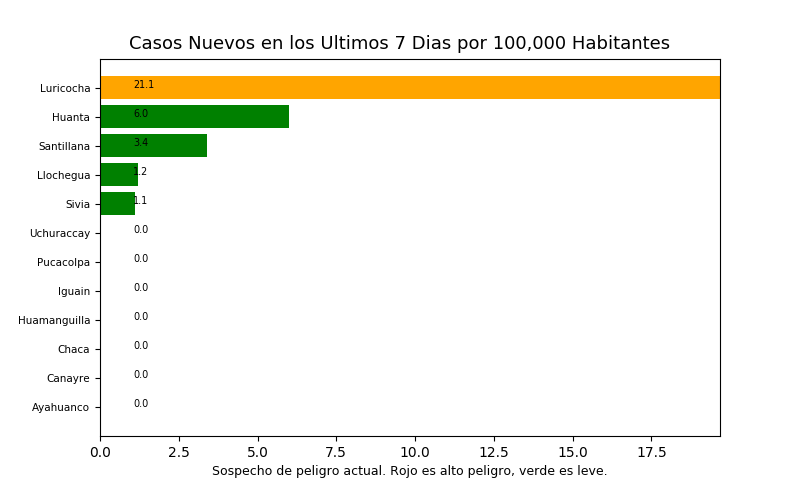 Casos Nuevos en los Ultimos 7 Dias por 100,000 Habitantes
Luricocha 21.1
Huanta 6.0
Santillana 3.4
Llochegua 1.2
Sivia 1.1
Uchuraccay 0.0
Pucacolpa 0.0
Iguain 0.0
Huamanguilla 0.0
Chaca 0.0
Canayre 0.0
Ayahuanco 0.0
0.0 2.5 5.0 7.5 10.0 12.5 15.0 17.5
Sospecho de peligro actual. Rojo es alto peligro, verde es leve.